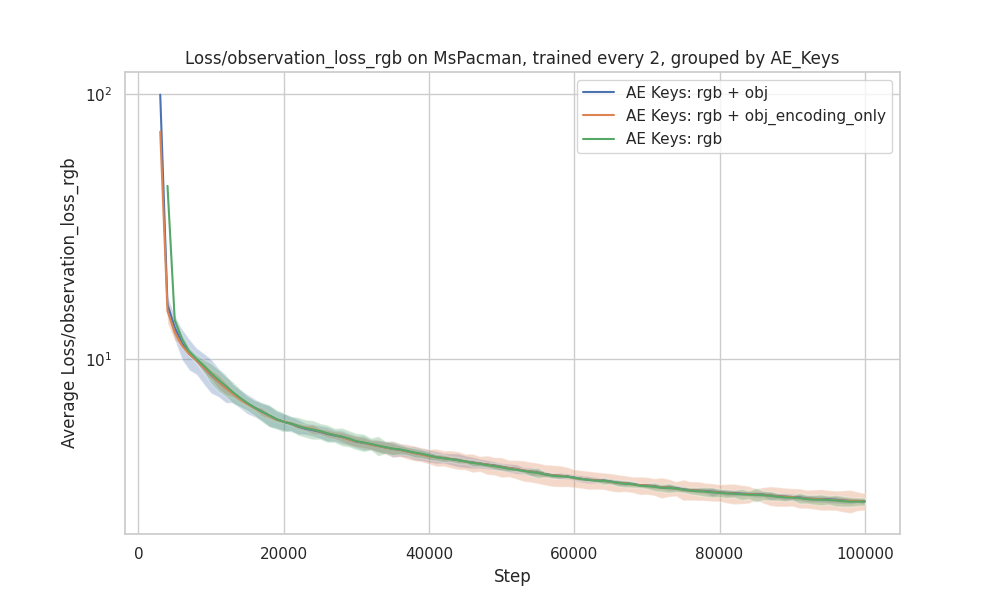 Loss/observation_loss_rgb on MsPacman, trained every 2, grouped by AE_Keys
AE Keys: rgb + obj
AE Keys: rgb + obj_encoding_only
AE Keys: rgb
Average Loss/observation_loss_rgb
10²
10¹
0
20000
40000
60000
80000
100000
Step